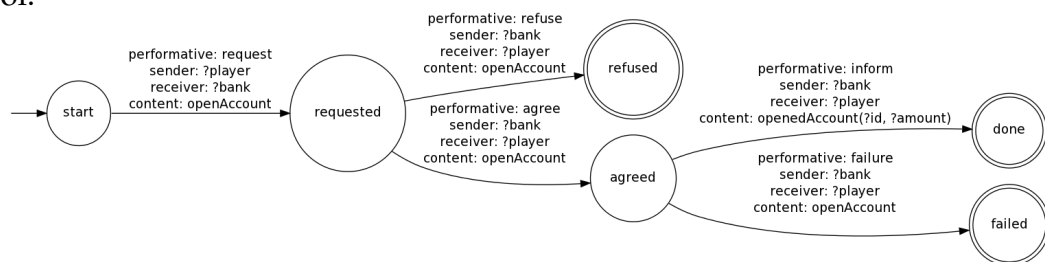 performative: request
sender: ?player
receiver: ?bank
content: openAccount
start
requested
performative: refuse
sender: ?bank
receiver: ?player
content: openAccount
refused
performative: agree
sender: ?bank
receiver: ?player
content: openAccount
agreed
performative: inform
sender: ?bank
receiver: ?player
content: openedAccount(?id, ?amount)
done
performative: failure
sender: ?bank
receiver: ?player
content: openAccount
failed